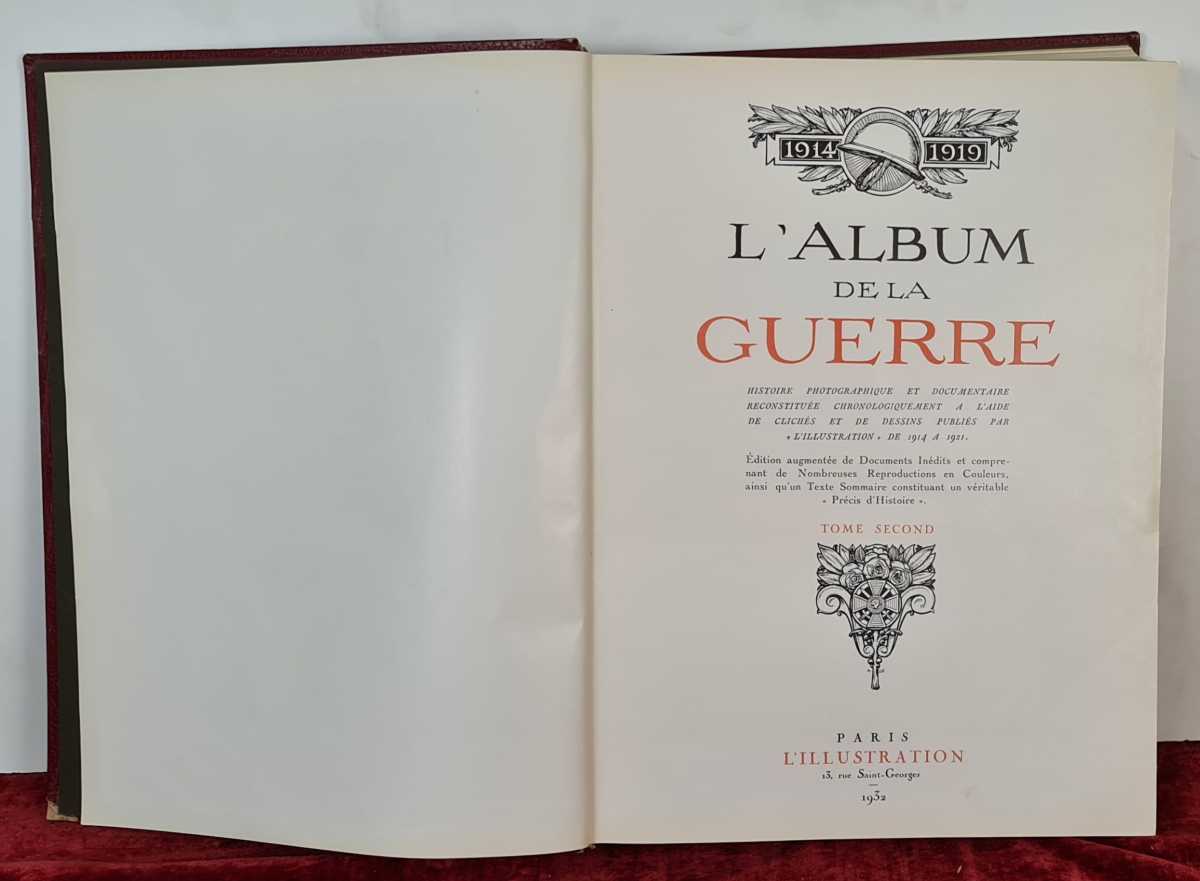 1914 1919
L'ALBUM
DE LA
GUERRE
HISTOIRE PHOTOGRAPHIQUE ET DOCUMENTAIRE
RECONSTITUÉE CHRONOLOGIQUEMENT A L'AIDE
DE CLICHÉS ET DE DESSINS PUBLIÉS PAR
« L'ILLUSTRATION » DE 1914 A 1921.
Édition augmentée de Documents Inédits et compre-
nant de Nombreuses Reproductions en Couleurs,
ainsi qu'un Texte Sommaire constituant un véritable
« Précis d'Histoire ».
TOME SECOND
PARIS
L'ILLUSTRATION
13, rue Saint-Georges
—
1932